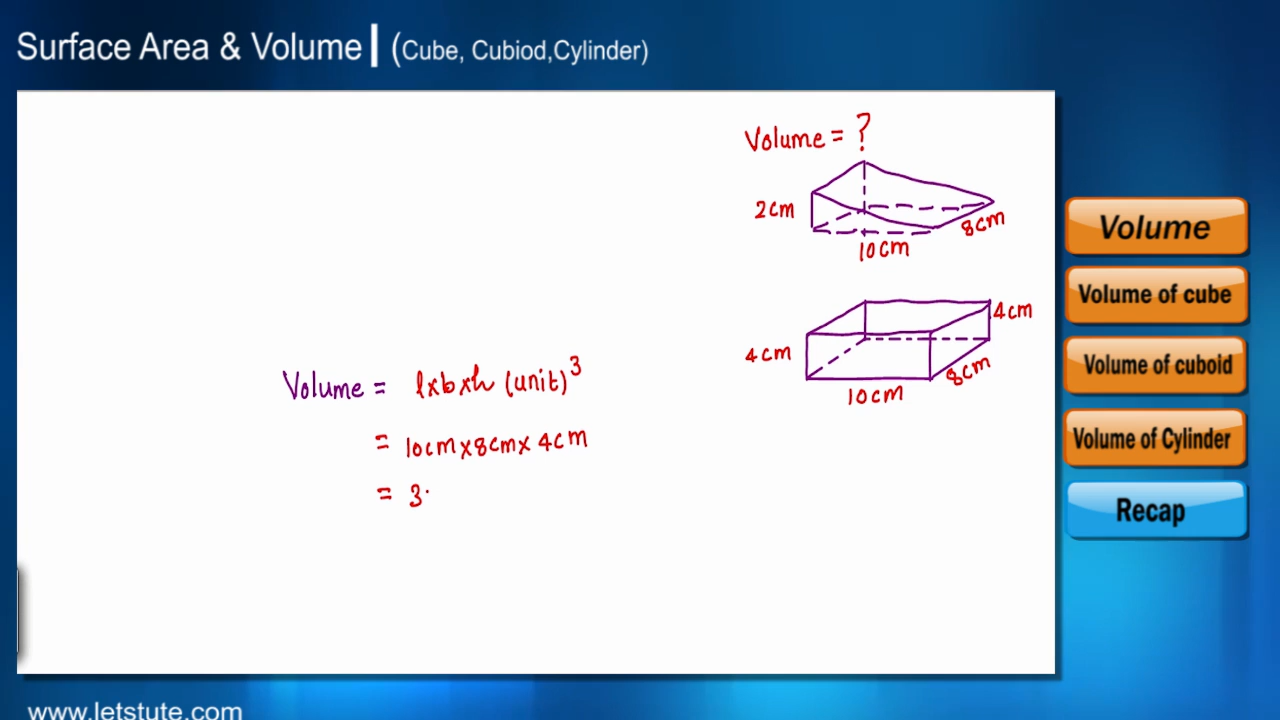 Surface Area & Volume | (Cube, Cubiod,Cylinder)
Volume = ?
2cm
8cm
10cm
4cm
4cm
8cm
10cm
Volume = l×b×h (unit)³
= 10cm×8cm×4cm
= 3
Volume
Volume of cube
Volume of cuboid
Volume of Cylinder
Recap
www.letstute.com